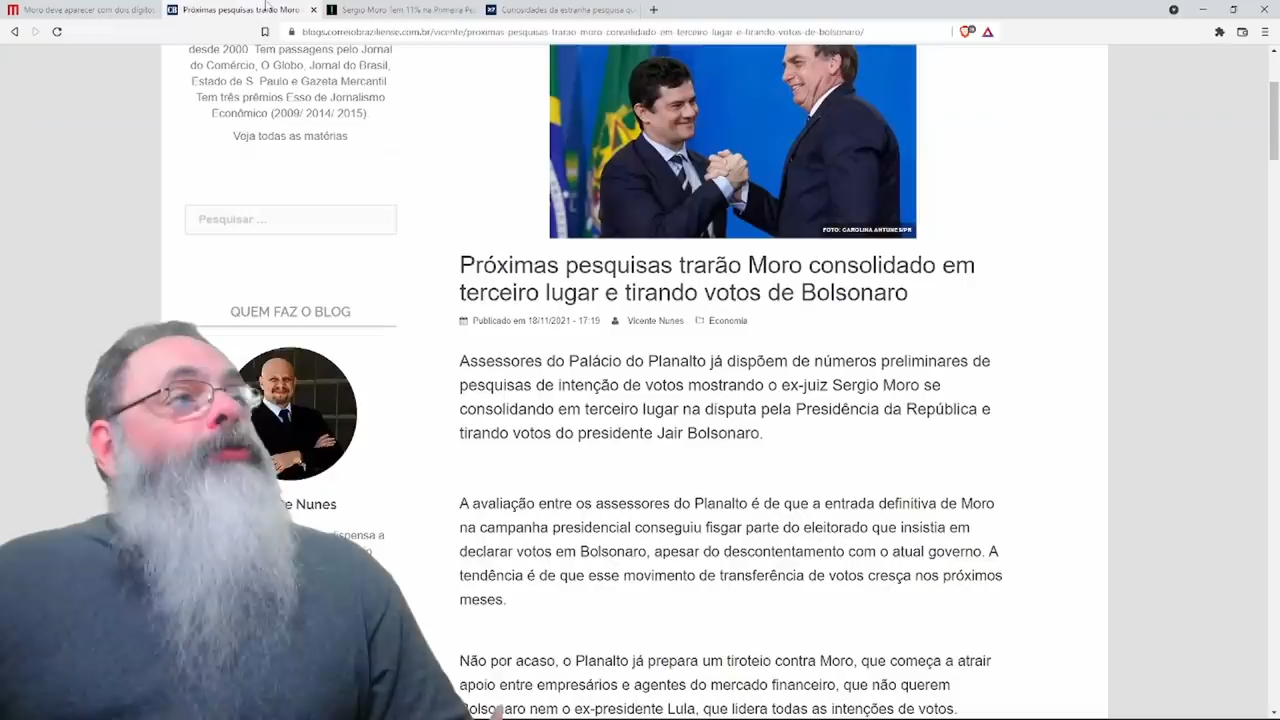 Moro deve aparecer com dois dígitos
Próximas pesquisas trarão Moro
Sergio Moro Tem 11% na Primeira Pe
Curiosidades da estranha pesquisa qu
blogs.correiobraziliense.com.br/vicente/proximas-pesquisas-trarao-moro-consolidado-em-terceiro-lugar-e-tirando-votos-de-bolsonaro/
desde 2000. Tem passagens pelo Jornal
do Comércio, O Globo, Jornal do Brasil,
Estado de S. Paulo e Gazeta Mercantil.
Tem três prêmios Esso de Jornalismo
Econômico (2009/ 2014/ 2015).
Voja todas as matérias
Pesquisar ...
QUEM FAZ O BLOG
e Nunes
dispensa a
FOTO: CAROLINA ANTUNES/PR
Próximas pesquisas trarão Moro consolidado em
terceiro lugar e tirando votos de Bolsonaro
Publicado em 18/11/2021 - 17:19 Vicente Nunes Economia
Assessores do Palácio do Planalto já dispõem de números preliminares de
pesquisas de intenção de votos mostrando o ex-juiz Sergio Moro se
consolidando em terceiro lugar na disputa pela Presidência da República e
tirando votos do presidente Jair Bolsonaro.
A avaliação entre os assessores do Planalto é de que a entrada definitiva de Moro
na campanha presidencial conseguiu fisgar parte do eleitorado que insistia em
declarar votos em Bolsonaro, apesar do descontentamento com o atual governo. A
tendência é de que esse movimento de transferência de votos cresça nos próximos
meses.
Não por acaso, o Planalto já prepara um tiroteio contra Moro, que começa a atrair
apoio entre empresários e agentes do mercado financeiro, que não querem
Bolsonaro nem o ex-presidente Lula, que lidera todas as intenções de votos.